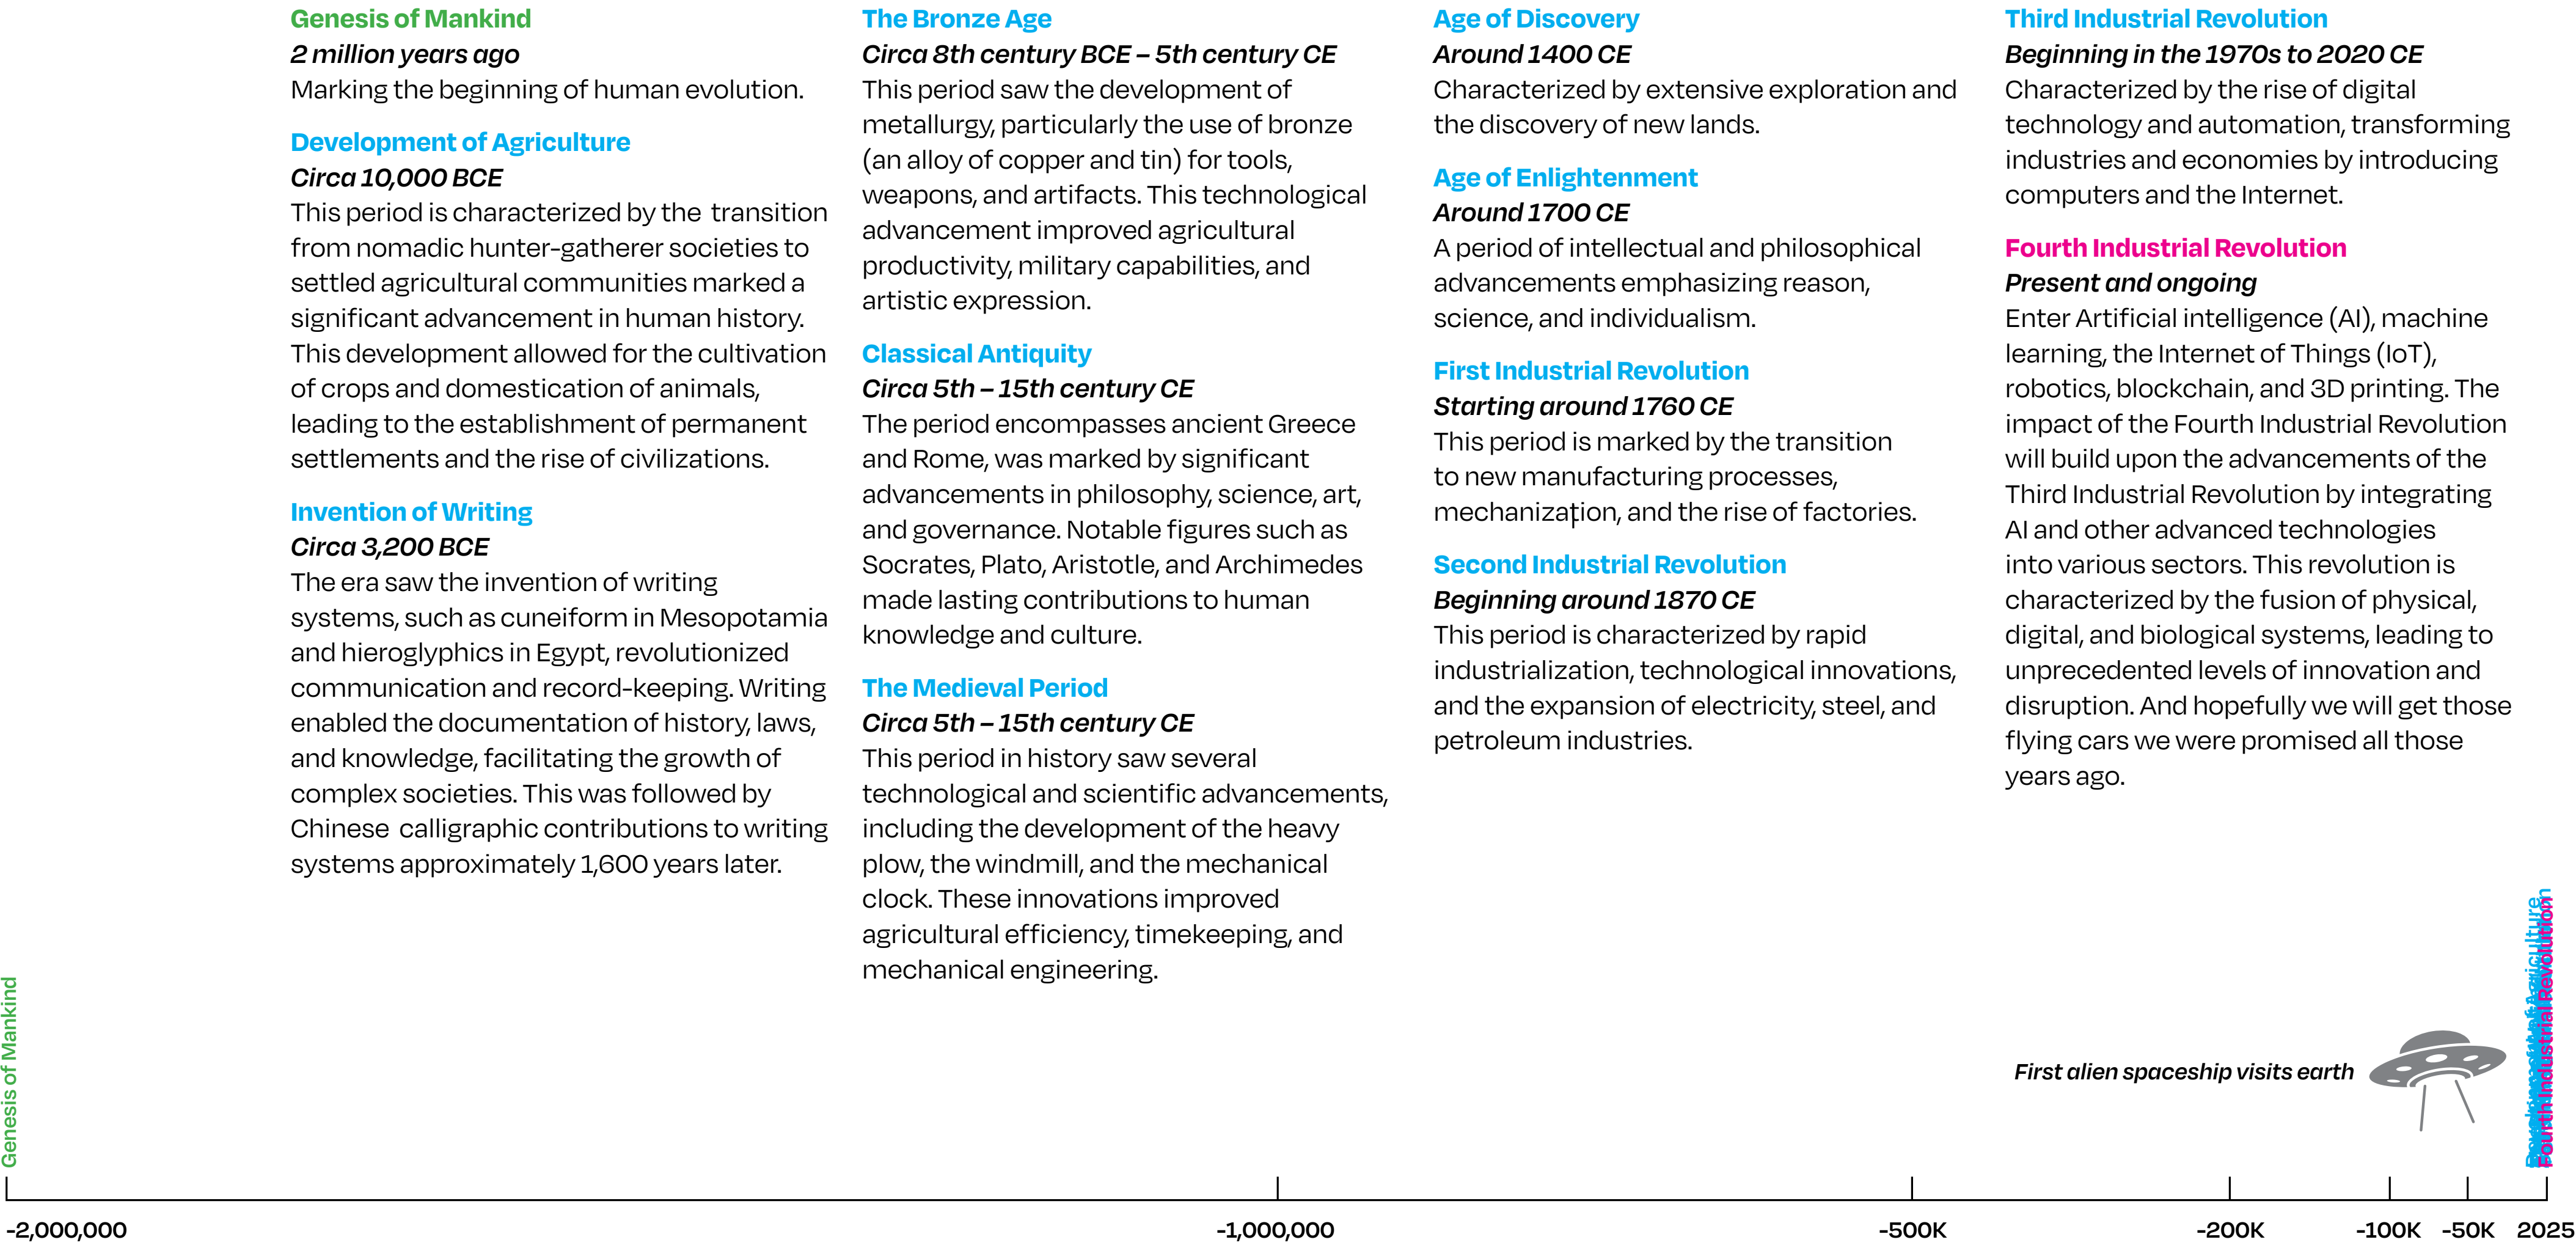 Genesis of Mankind
2 million years ago
Marking the beginning of human evolution.
Development of Agriculture
Circa 10,000 BCE
This period is characterized by the  transition
from nomadic hunter-gatherer societies to
settled agricultural communities marked a
significant advancement in human history.
This development allowed for the cultivation
of crops and domestication of animals,
leading to the establishment of permanent
settlements and the rise of civilizations.
Invention of Writing
Circa 3,200 BCE
The era saw the invention of writing
systems, such as cuneiform in Mesopotamia
and hieroglyphics in Egypt, revolutionized
communication and record-keeping. Writing
enabled the documentation of history, laws,
and knowledge, facilitating the growth of
complex societies. This was followed by
Chinese  calligraphic contributions to writing
systems approximately 1,600 years later.
The Bronze Age
Circa 8th century BCE – 5th century CE
This period saw the development of
metallurgy, particularly the use of bronze
(an alloy of copper and tin) for tools,
weapons, and artifacts. This technological
advancement improved agricultural
productivity, military capabilities, and
artistic expression.
Classical Antiquity
Circa 5th – 15th century CE
The period encompasses ancient Greece
and Rome, was marked by significant
advancements in philosophy, science, art,
and governance. Notable figures such as
Socrates, Plato, Aristotle, and Archimedes
made lasting contributions to human
knowledge and culture.
The Medieval Period
Circa 5th – 15th century CE
This period in history saw several
technological and scientific advancements,
including the development of the heavy
plow, the windmill, and the mechanical
clock. These innovations improved
agricultural efficiency, timekeeping, and
mechanical engineering.
Age of Discovery
Around 1400 CE
Characterized by extensive exploration and
the discovery of new lands.
Age of Enlightenment
Around 1700 CE
A period of intellectual and philosophical
advancements emphasizing reason,
science, and individualism.
First Industrial Revolution
Starting around 1760 CE
This period is marked by the transition
to new manufacturing processes,
mechanization, and the rise of factories.
Second Industrial Revolution
Beginning around 1870 CE
This period is characterized by rapid
industrialization, technological innovations,
and the expansion of electricity, steel, and
petroleum industries.
Third Industrial Revolution
Beginning in the 1970s to 2020 CE
Characterized by the rise of digital
technology and automation, transforming
industries and economies by introducing
computers and the Internet.
Fourth Industrial Revolution
Present and ongoing
Enter Artificial intelligence (AI), machine
learning, the Internet of Things (IoT),
robotics, blockchain, and 3D printing. The
impact of the Fourth Industrial Revolution
will build upon the advancements of the
Third Industrial Revolution by integrating
AI and other advanced technologies
into various sectors. This revolution is
characterized by the fusion of physical,
digital, and biological systems, leading to
unprecedented levels of innovation and
disruption. And hopefully we will get those
flying cars we were promised all those
years ago.
Genesis of Mankind
First alien spaceship visits earth
Fourth Industrial Revolution
-2,000,000
-1,000,000
-500K
-200K
-100K
-50K
2025